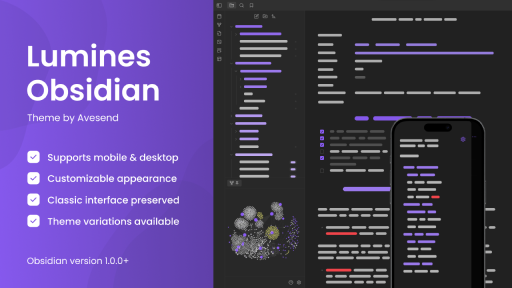 Lumines
Obsidian
Theme by Avesend
Supports mobile & desktop
Customizable appearance
Classic interface preserved
Theme variations available
Obsidian version 1.0.0+